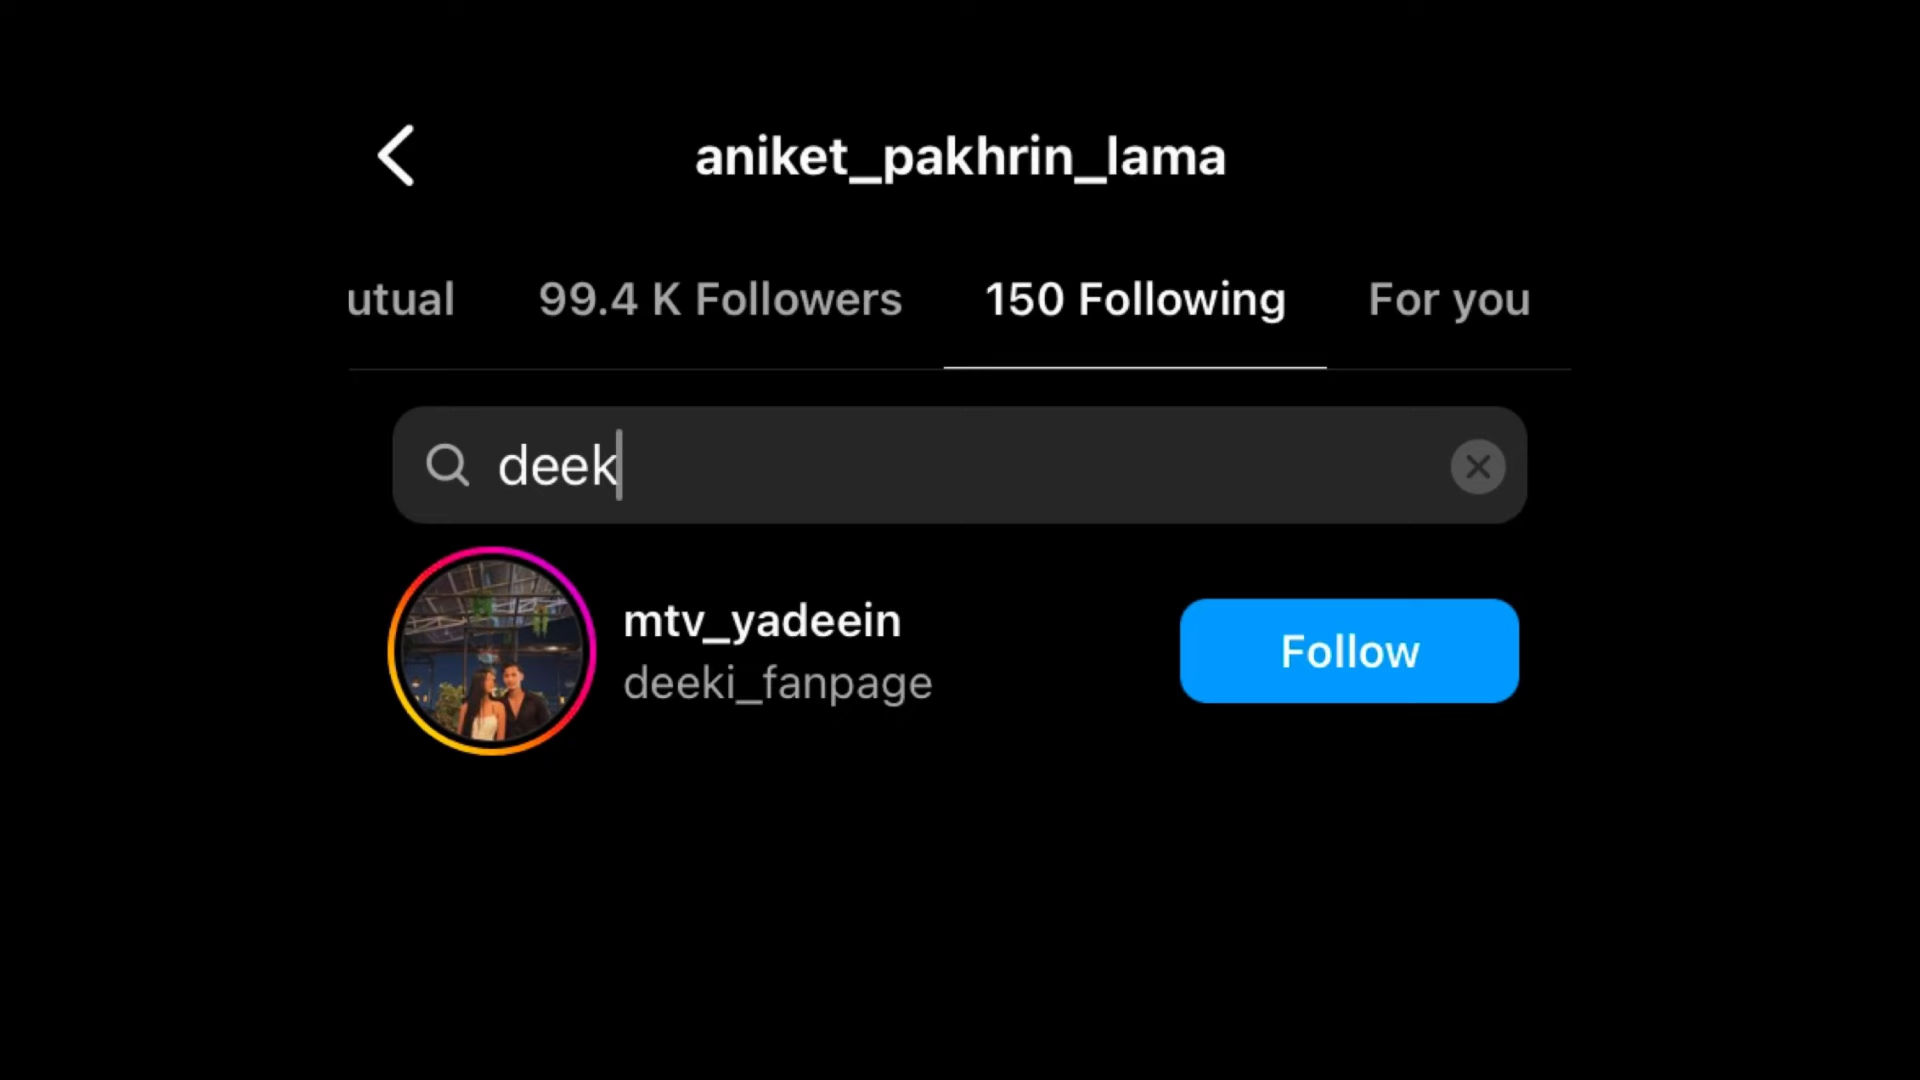 aniket_pakhrin_lama
utual 99.4 K Followers 150 Following For you
deek
mtv_yadeein
deeki_fanpage
Follow